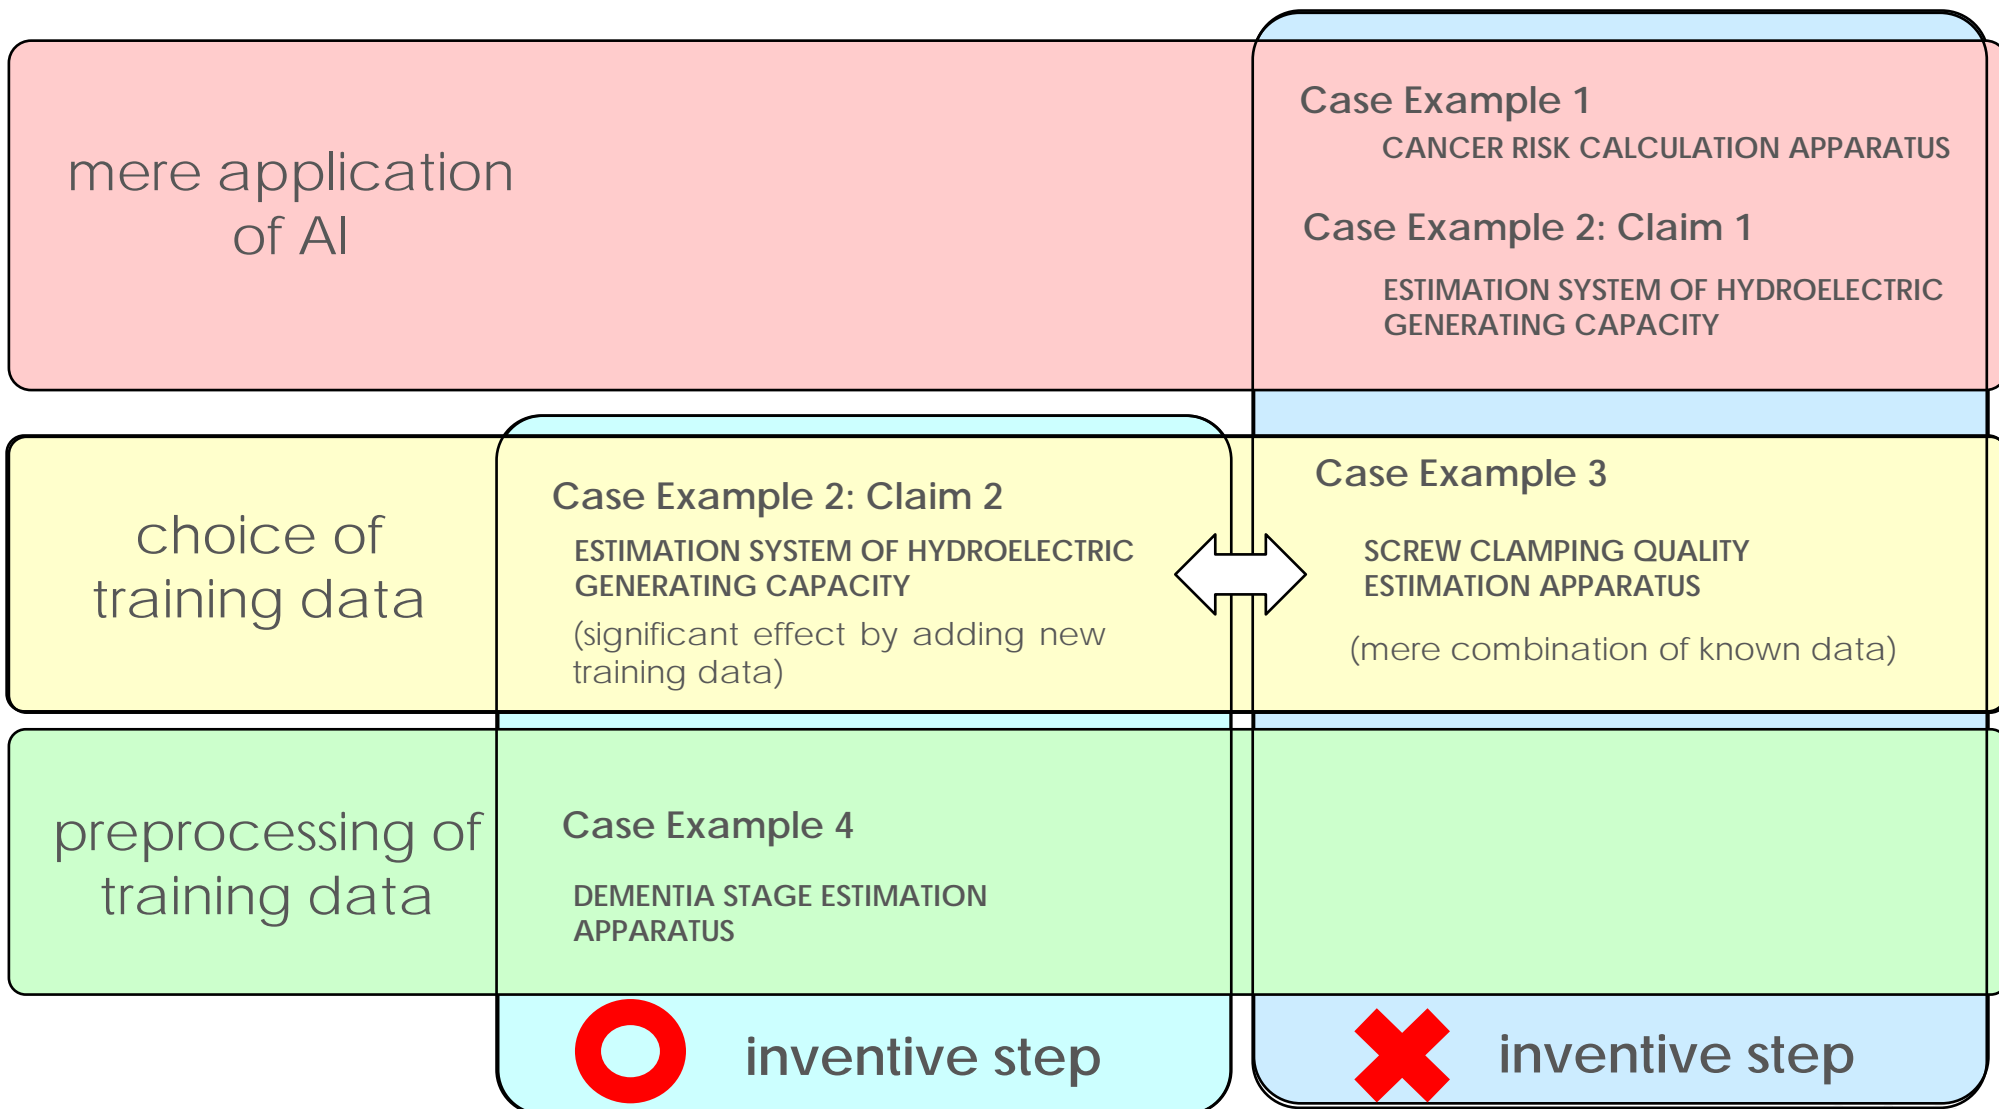 mere application
of AI
Case Example 1
CANCER RISK CALCULATION APPARATUS
Case Example 2: Claim 1
ESTIMATION SYSTEM OF HYDROELECTRIC
GENERATING CAPACITY
choice of
training data
Case Example 2: Claim 2
ESTIMATION SYSTEM OF HYDROELECTRIC
GENERATING CAPACITY
(significant effect by adding new
training data)
Case Example 3
SCREW CLAMPING QUALITY
ESTIMATION APPARATUS
(mere combination of known data)
preprocessing of
training data
Case Example 4
DEMENTIA STAGE ESTIMATION
APPARATUS
inventive step
inventive step